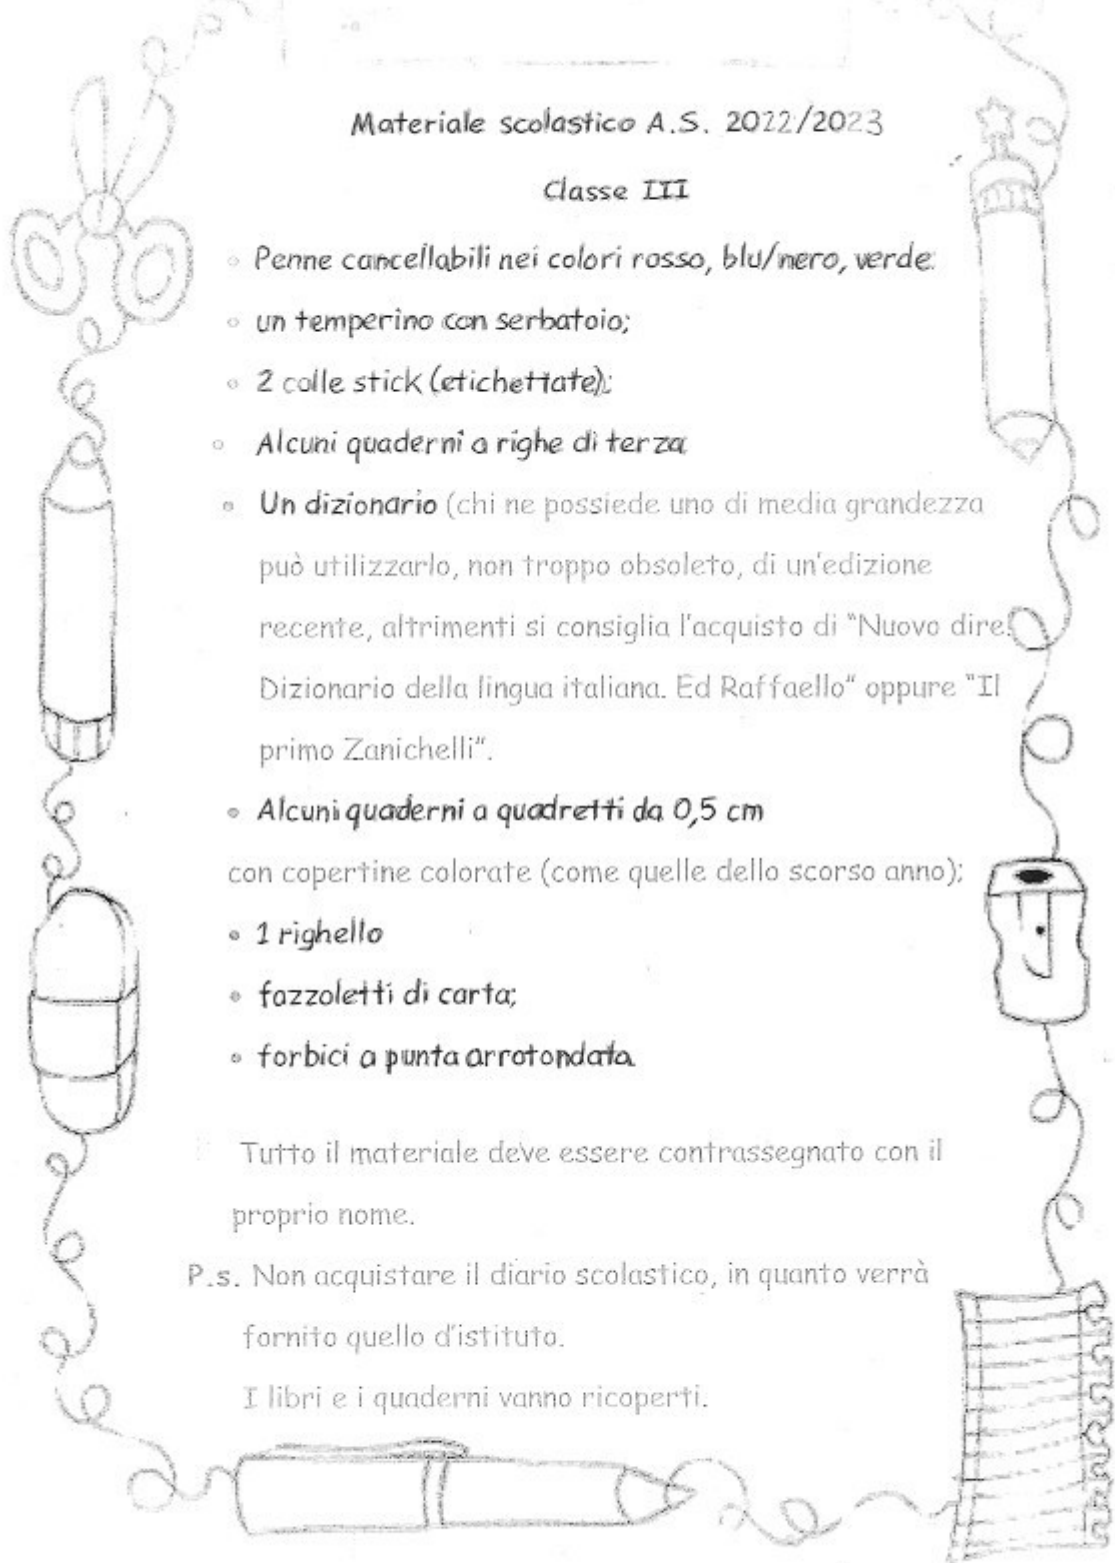 Materiale scolastico A.S. 2022/2023
Classe III
◦ Penne cancellabili nei colori rosso, blu/nero, verde.
◦ un temperino con serbatoio;
◦ 2 colle stick (etichettate);
◦ Alcuni quaderni a righe di terza
• Un dizionario (chi ne possiede uno di media grandezza
può utilizzarlo, non troppo obsoleto, di un'edizione
recente, altrimenti si consiglia l'acquisto di "Nuovo dire.
Dizionario della lingua italiana. Ed Raffaello" oppure "Il
primo Zanichelli".
• Alcuni quaderni a quadretti da 0,5 cm
con copertine colorate (come quelle dello scorso anno);
• 1 righello
• fazzoletti di carta;
• forbici a punta arrotondata
Tutto il materiale deve essere contrassegnato con il
proprio nome.
P.s. Non acquistare il diario scolastico, in quanto verrà
fornito quello d'istituto.
I libri e i quaderni vanno ricoperti.